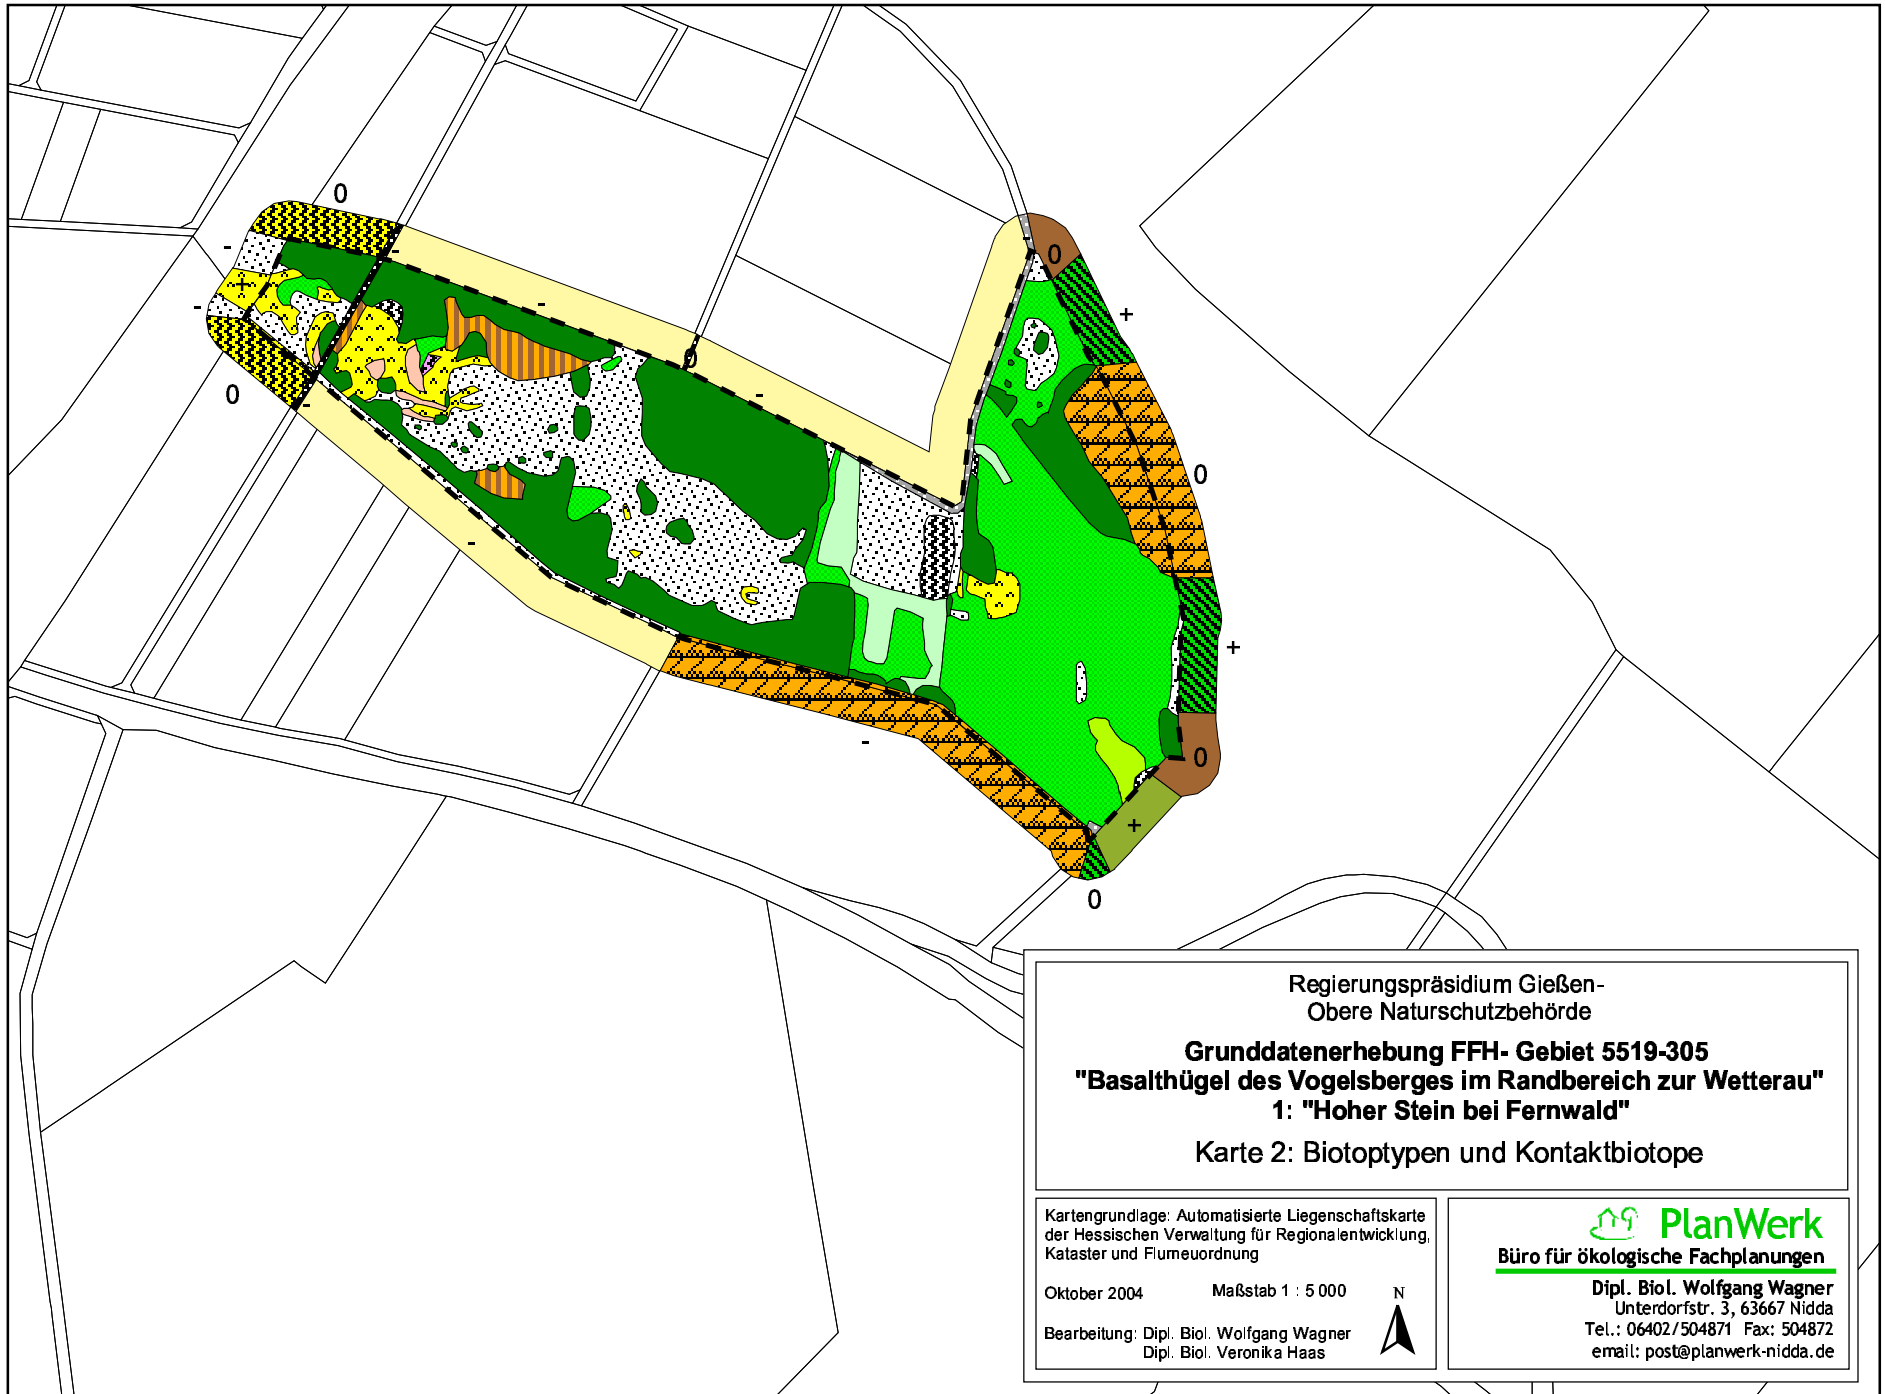 0
-
-
+
-
-
0
+
-
0
-
0
-
0
-
-
+
-
0
+
0
Regierungspräsidium Gießen-
Obere Naturschutzbehörde
Grunddatenerhebung FFH- Gebiet 5519-305
"Basalthügel des Vogelsberges im Randbereich zur Wetterau"
1: "Hoher Stein bei Fernwald"
Karte 2: Biotoptypen und Kontaktbiotope
Kartengrundlage: Automatisierte Liegenschaftskarte
der Hessischen Verwaltung für Regionalentwicklung,
Kataster und Flurneuordnung
Oktober 2004 Maßstab 1 : 5 000
N
Bearbeitung: Dipl. Biol. Wolfgang Wagner
Dipl. Biol. Veronika Haas
PlanWerk
Büro für ökologische Fachplanungen
Dipl. Biol. Wolfgang Wagner
Unterdorfstr. 3, 63667 Nidda
Tel.: 06402/504871 Fax: 504872
email: post@planwerk-nidda.de